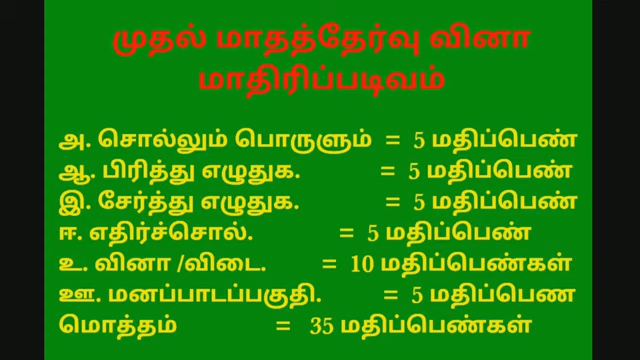 முதல் மாதத்தேர்வு வினா
மாதிரிப்படிவம்
அ. சொல்லும் பொருளும் = 5 மதிப்பெண்
ஆ. பிரித்து எழுதுக. = 5 மதிப்பெண்
இ. சேர்த்து எழுதுக. = 5 மதிப்பெண்
ஈ. எதிர்ச்சொல். = 5 மதிப்பெண்
உ. வினா /விடை. = 10 மதிப்பெண்கள்
ஊ. மனப்பாடப்பகுதி. = 5 மதிப்பெண
மொத்தம் = 35 மதிப்பெண்கள்